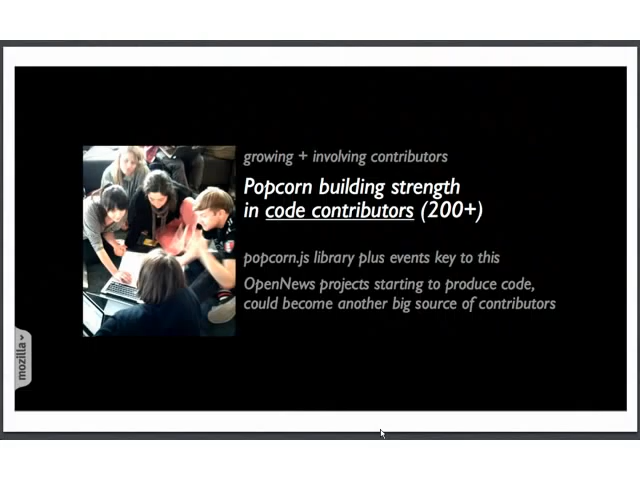 growing + involving contributors
Popcorn building strength
in code contributors (200+)
popcorn.js library plus events key to this
OpenNews projects starting to produce code,
could become another big source of contributors
mozilla